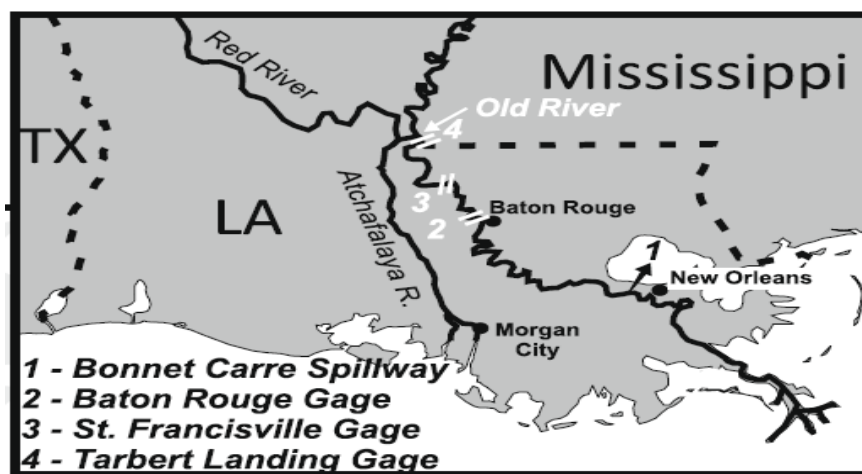 Red River
Mississippi
Old River
4
TX
LA
Atchafalaya R.
3
2
Baton Rouge
1
New Orleans
Morgan
City
1 - Bonnet Carre Spillway
2 - Baton Rouge Gage
3 - St. Francisville Gage
4 - Tarbert Landing Gage